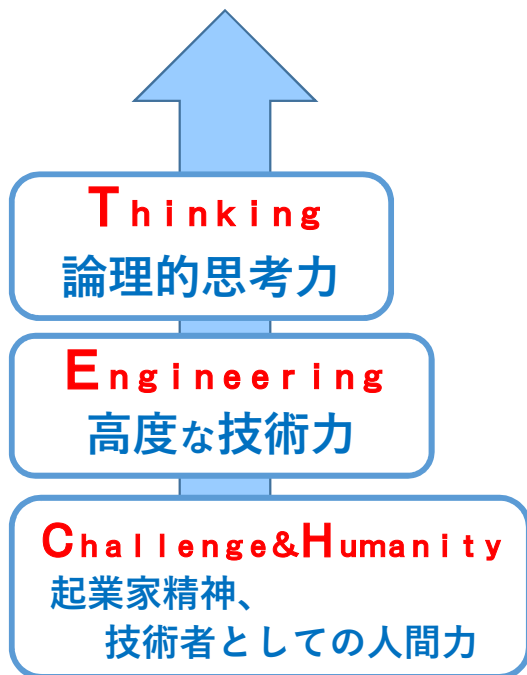 Thinking
論理的思考力
Engineering
高度な技術力
Challenge&Humanity
起業家精神、
技術者としての人間力